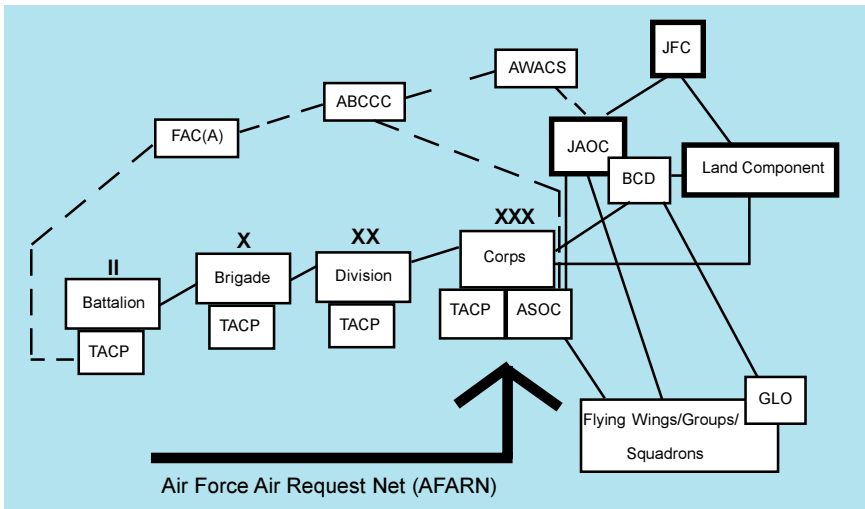 JFC
AWACS
ABCCC
FAC(A)
JAOC
BCD
Land Component
XXX
XX
X
II
Corps
Division
Brigade
Battalion
TACP
ASOC
TACP
TACP
TACP
GLO
Flying Wings/Groups/
Squadrons
Air Force Air Request Net (AFARN)